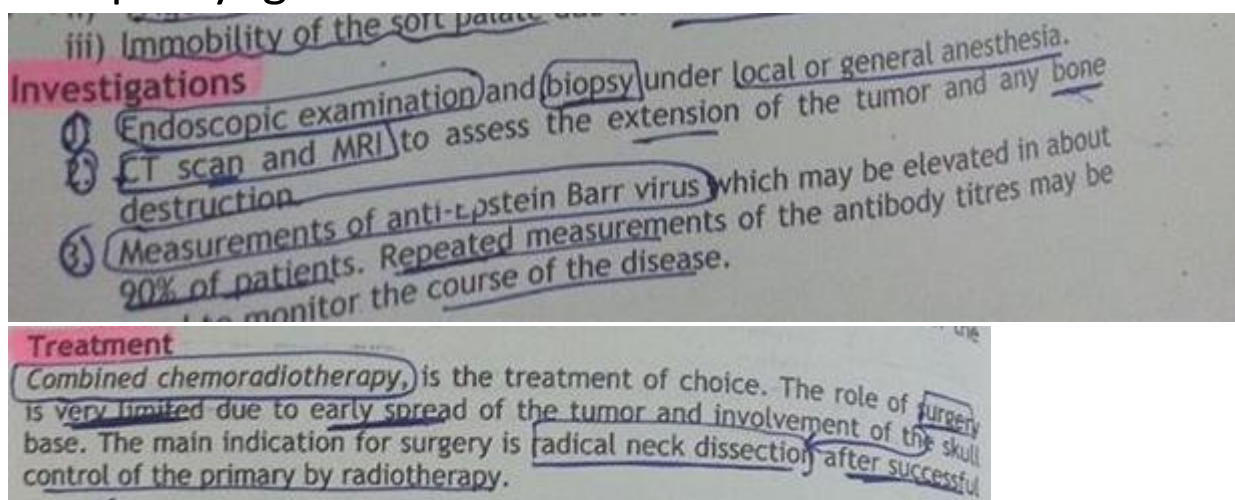 iii) Immobility of the soft palate
Investigations
1) Endoscopic examination and biopsy under local or general anesthesia.
2) CT scan and MRI to assess the extension of the tumor and any bone
destruction
3) Measurements of anti-Epstein Barr virus which may be elevated in about
90% of patients. Repeated measurements of the antibody titres may be
to monitor the course of the disease.
the
Treatment
Combined chemoradiotherapy, is the treatment of choice. The role of surgery
is very limited due to early spread of the tumor and involvement of the skull
base. The main indication for surgery is radical neck dissection after successful
control of the primary by radiotherapy.